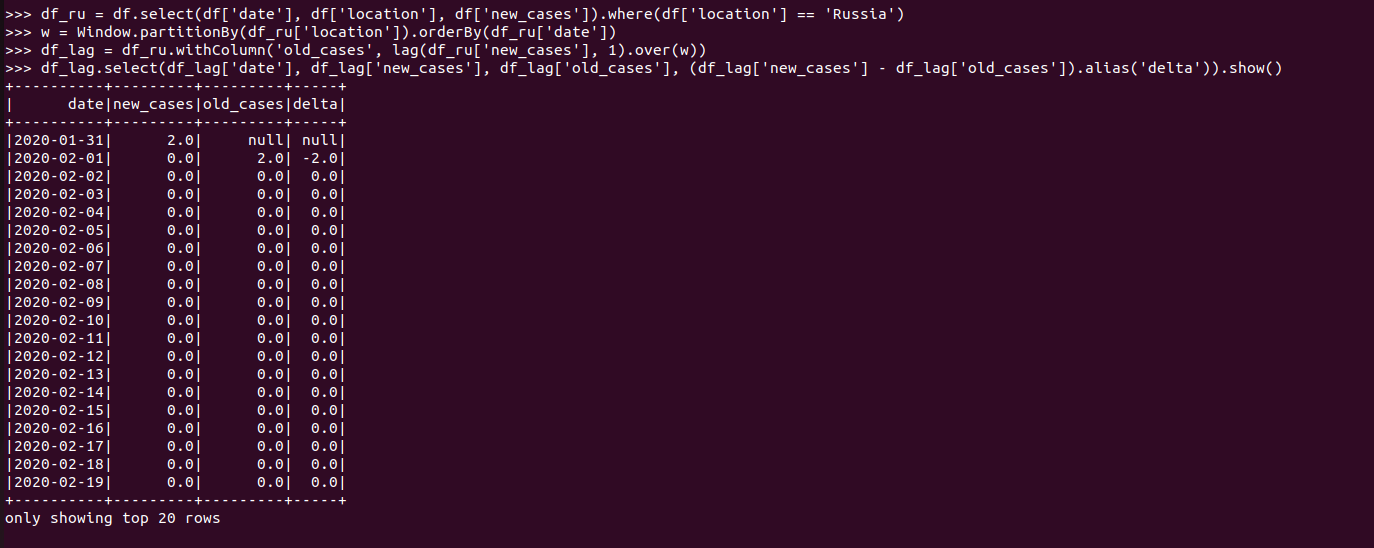 >>> df_ru = df.select(df['date'], df['location'], df['new_cases']).where(df['location'] == 'Russia')
>>> w = Window.partitionBy(df_ru['location']).orderBy(df_ru['date'])
>>> df_lag = df_ru.withColumn('old_cases', lag(df_ru['new_cases'], 1).over(w))
>>> df_lag.select(df_lag['date'], df_lag['new_cases'], df_lag['old_cases'], (df_lag['new_cases'] - df_lag['old_cases']).alias('delta')).show()
+----------+---------+---------+-----+
|      date|new_cases|old_cases|delta|
+----------+---------+---------+-----+
|2020-01-31|      2.0|     null| null|
|2020-02-01|      0.0|      2.0| -2.0|
|2020-02-02|      0.0|      0.0|  0.0|
|2020-02-03|      0.0|      0.0|  0.0|
|2020-02-04|      0.0|      0.0|  0.0|
|2020-02-05|      0.0|      0.0|  0.0|
|2020-02-06|      0.0|      0.0|  0.0|
|2020-02-07|      0.0|      0.0|  0.0|
|2020-02-08|      0.0|      0.0|  0.0|
|2020-02-09|      0.0|      0.0|  0.0|
|2020-02-10|      0.0|      0.0|  0.0|
|2020-02-11|      0.0|      0.0|  0.0|
|2020-02-12|      0.0|      0.0|  0.0|
|2020-02-13|      0.0|      0.0|  0.0|
|2020-02-14|      0.0|      0.0|  0.0|
|2020-02-15|      0.0|      0.0|  0.0|
|2020-02-16|      0.0|      0.0|  0.0|
|2020-02-17|      0.0|      0.0|  0.0|
|2020-02-18|      0.0|      0.0|  0.0|
|2020-02-19|      0.0|      0.0|  0.0|
+----------+---------+---------+-----+
only showing top 20 rows